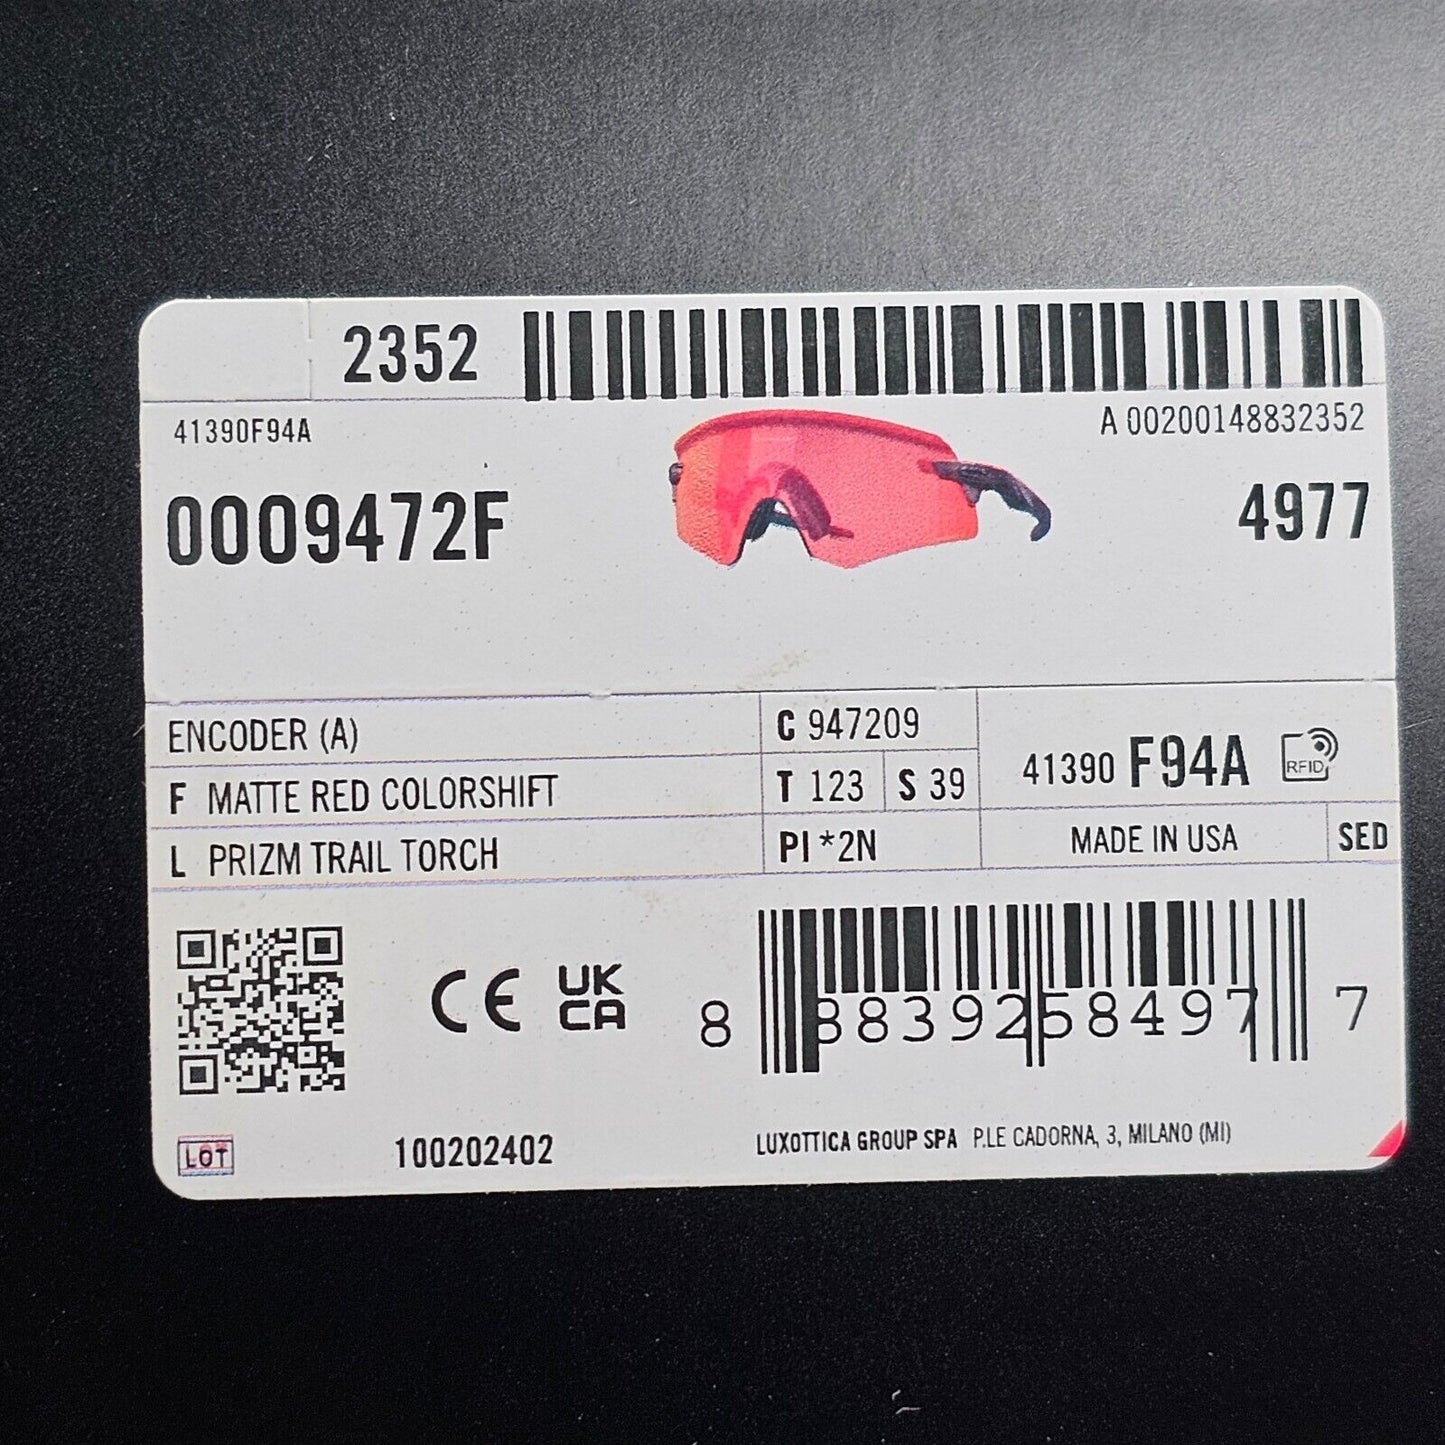 2352
A 00200148832352
41390F94A
0009472F
4977
ENCODER (A)
C 947209
F MATTE RED COLORSHIFT
T 123
S 39
41390 F94A
RFID
L PRIZM TRAIL TORCH
PI *2N
MADE IN USA
SED
CE
UK
CA
8 88392 58497 7
LOT
100202402
LUXOTTICA GROUP SPA P.LE CADORNA, 3, MILANO (MI)